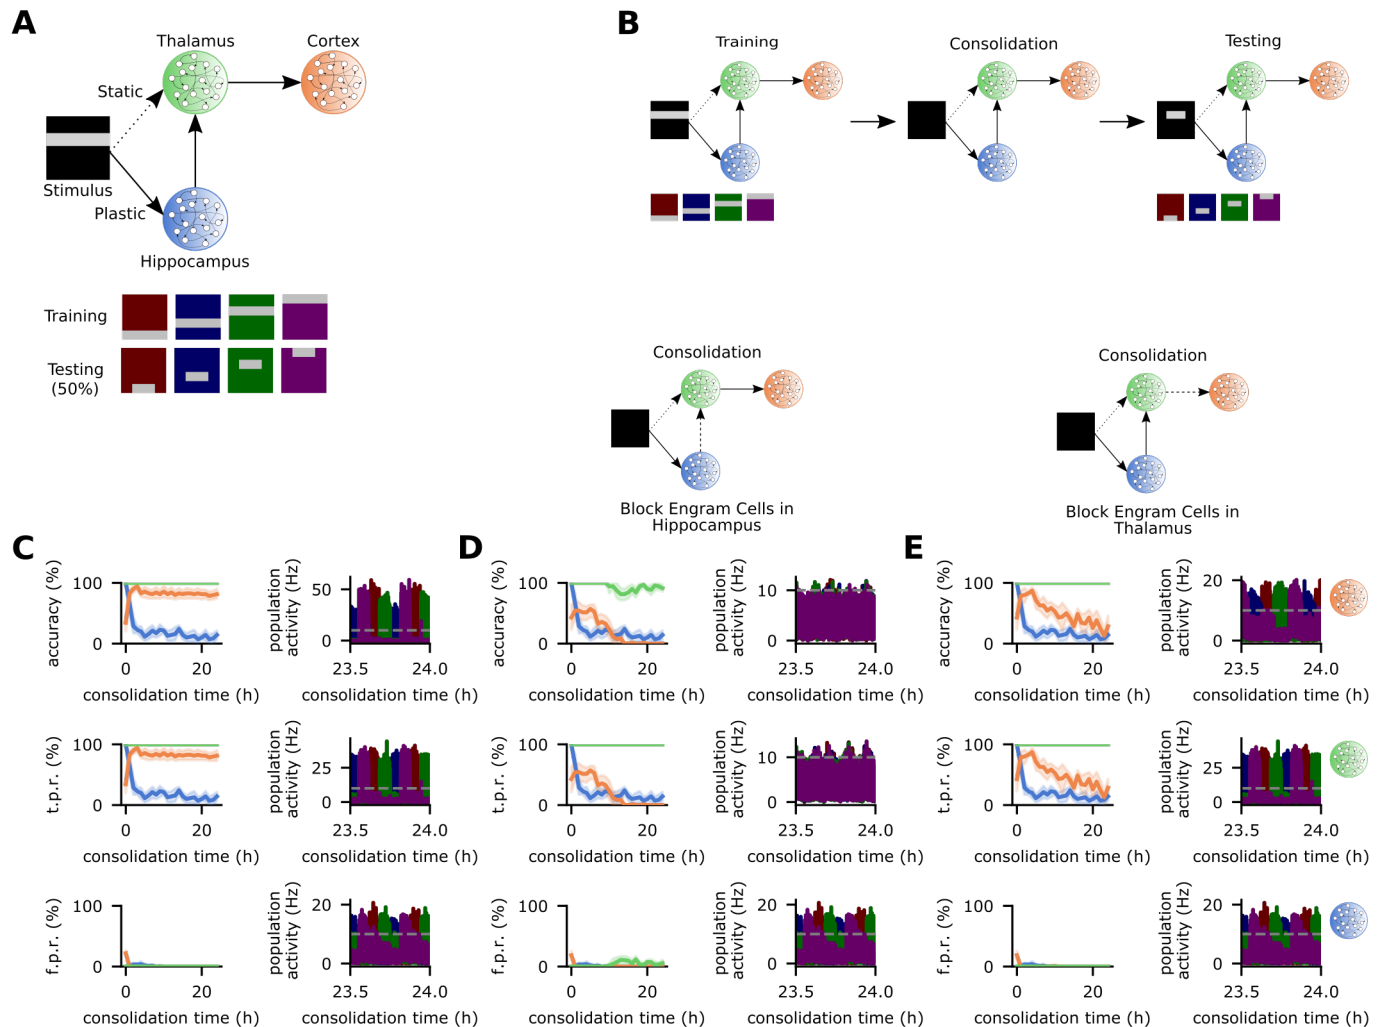 A
Thalamus
Cortex
Static
Stimulus
Plastic
Hippocampus
Training
Testing
(50%)
B
Training
Consolidation
Testing
Consolidation
Block Engram Cells in
Hippocampus
Consolidation
Block Engram Cells in
Thalamus
C
accuracy (%)
100
0
0
20
consolidation time (h)
population
activity (Hz)
50
0
23.5
24.0
consolidation time (h)
t.p.r. (%)
100
0
0
20
consolidation time (h)
population
activity (Hz)
25
0
23.5
24.0
consolidation time (h)
f.p.r. (%)
100
0
0
20
consolidation time (h)
population
activity (Hz)
20
0
23.5
24.0
consolidation time (h)
D
accuracy (%)
100
0
0
20
consolidation time (h)
population
activity (Hz)
10
0
23.5
24.0
consolidation time (h)
t.p.r. (%)
100
0
0
20
consolidation time (h)
population
activity (Hz)
10
0
23.5
24.0
consolidation time (h)
f.p.r. (%)
100
0
0
20
consolidation time (h)
population
activity (Hz)
20
0
23.5
24.0
consolidation time (h)
E
accuracy (%)
100
0
0
20
consolidation time (h)
population
activity (Hz)
20
0
23.5
24.0
consolidation time (h)
t.p.r. (%)
100
0
0
20
consolidation time (h)
population
activity (Hz)
25
0
23.5
24.0
consolidation time (h)
f.p.r. (%)
100
0
0
20
consolidation time (h)
population
activity (Hz)
20
0
23.5
24.0
consolidation time (h)